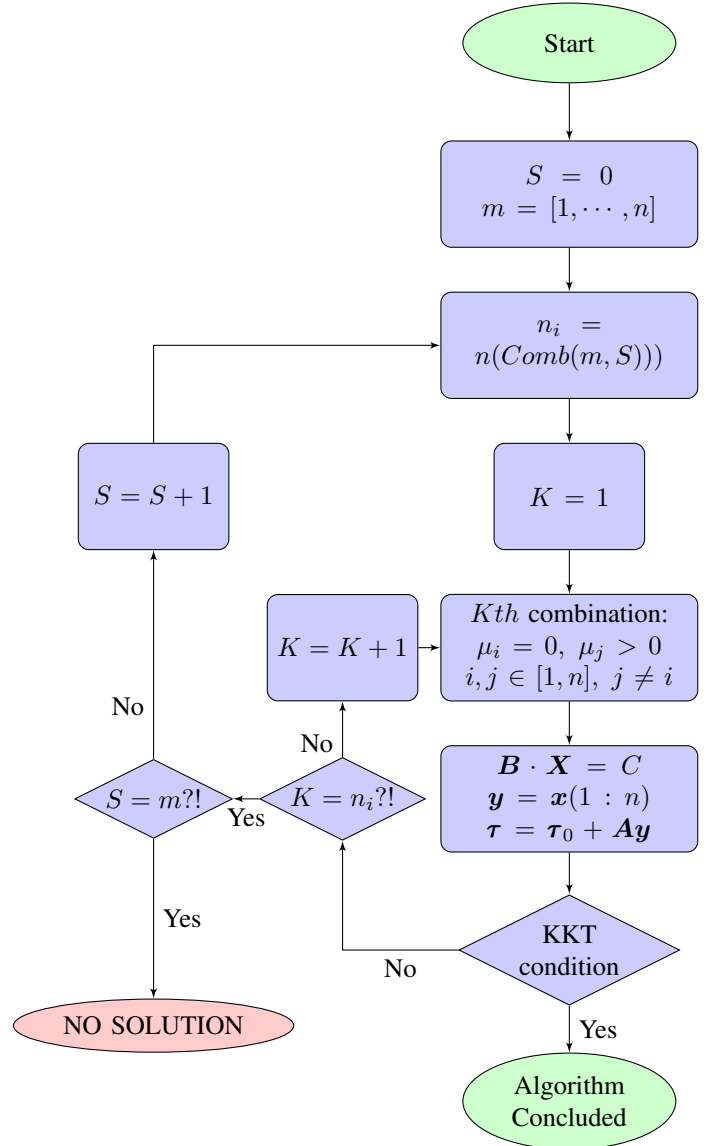 Start
S = 0
m = [1, ⋯ , n]
n_i =
n(Comb(m, S)))
S = S + 1
K = 1
K = K + 1
Kth combination:
μ_i = 0, μ_j > 0
i, j ∈ [1, n], j ≠ i
No
No
S = m?!
Yes
K = n_i?!
B · X = C
y = x(1 : n)
τ = τ_0 + Ay
Yes
No
KKT
condition
NO SOLUTION
Yes
Algorithm
Concluded